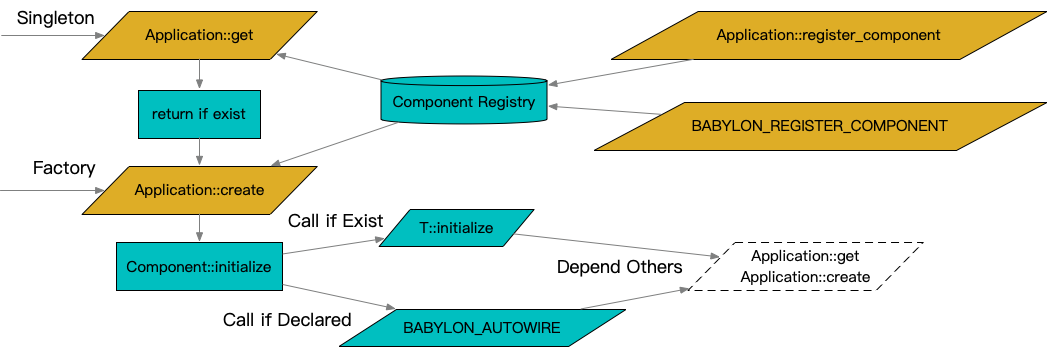 Singleton
Application::get
Application::register_component
Component Registry
return if exist
BABYLON_REGISTER_COMPONENT
Factory
Application::create
Call if Exist
T::initialize
Component::initialize
Depend Others
Application::get
Application::create
Call if Declared
BABYLON_AUTOWIRE